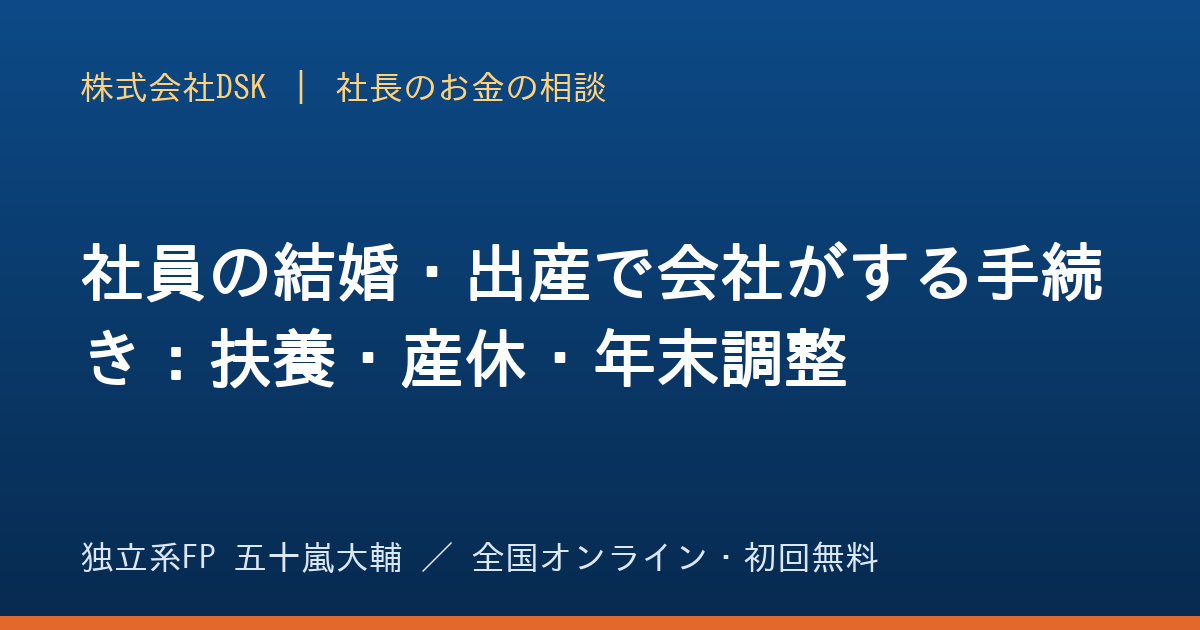 株式会社DSK ｜ 社長のお金の相談
社員の結婚・出産で会社がする手続
き：扶養・産休・年末調整
独立系FP 五十嵐大輔 ／ 全国オンライン・初回無料